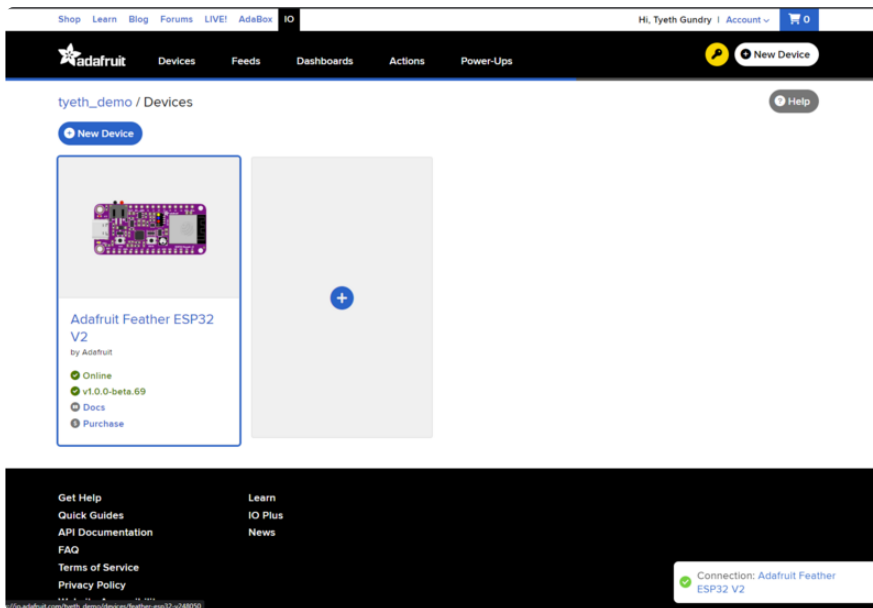 Shop Learn Blog Forums LIVE! AdaBox IO
Hi, Tyeth Gundry | Account 0
adafruit Devices Feeds Dashboards Actions Power-Ups
New Device
tyeth_demo / Devices
Help
New Device
Adafruit Feather ESP32
V2
by Adafruit
Online
v1.0.0-beta.69
Docs
Purchase
Get Help
Quick Guides
API Documentation
FAQ
Terms of Service
Privacy Policy
Learn
IO Plus
News
Connection: Adafruit Feather
ESP32 V2